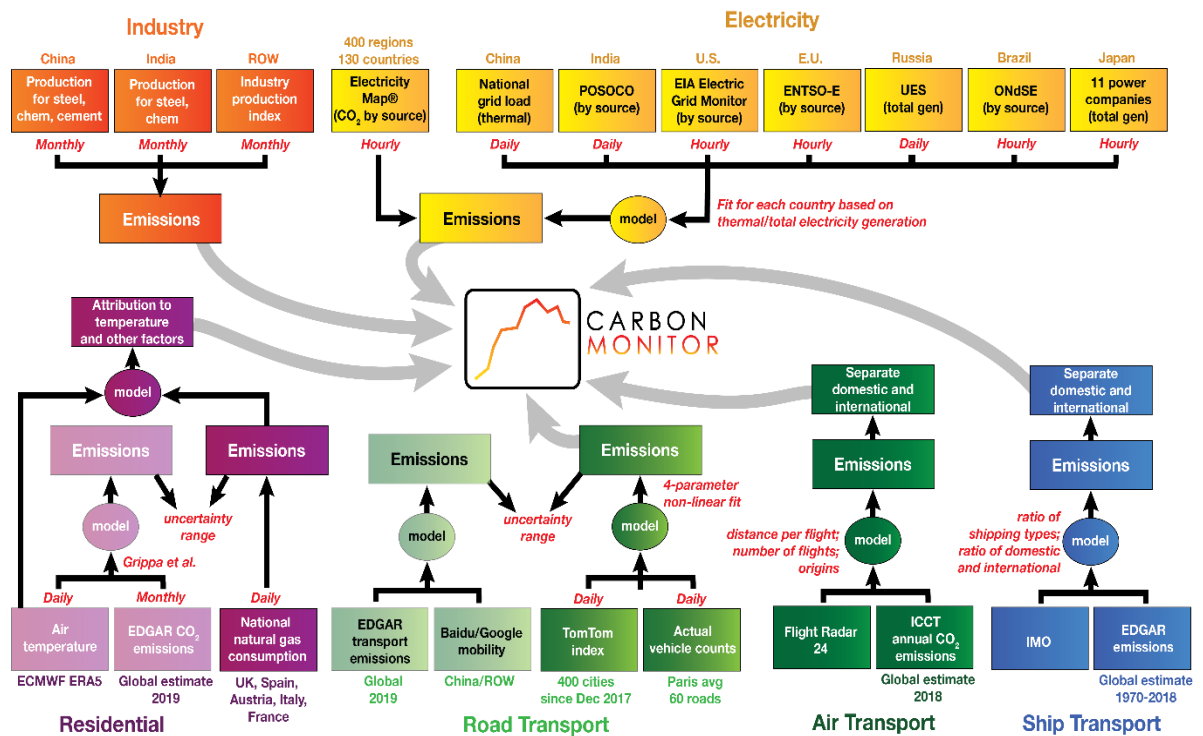 Industry
Electricity
China
India
ROW
400 regions
130 countries
China
India
U.S.
E.U.
Russia
Brazil
Japan
Production
for steel,
chem, cement
Production
for steel,
chem
Industry
production
index
Electricity
Map®
(CO2 by source)
National
grid load
(thermal)
POSOCO
(by source)
EIA Electric
Grid Monitor
(by source)
ENTSO-E
(by source)
UES
(total gen)
ONdSE
(by source)
11 power
companies
(total gen)
Monthly
Monthly
Monthly
Hourly
Daily
Daily
Hourly
Hourly
Daily
Hourly
Hourly
Emissions
Emissions
model
Fit for each country based on
thermal/total electricity generation
CARBON
MONITOR
Attribution to
temperature
and other factors
model
Emissions
Emissions
model
uncertainty
range
Grippa et al.
Daily
Monthly
Daily
Air
temperature
EDGAR CO2
emissions
National
natural gas
consumption
ECMWF ERA5
Global estimate
2019
UK, Spain,
Austria, Italy,
France
Residential
Emissions
Emissions
model
uncertainty
range
4-parameter
non-linear fit
model
Daily
Daily
EDGAR
transport
emissions
Baidu/Google
mobility
TomTom
index
Actual
vehicle counts
Global
2019
China/ROW
400 cities
since Dec 2017
Paris avg
60 roads
Road Transport
Separate
domestic and
international
Emissions
distance per flight;
number of flights;
origins
model
Flight Radar
24
ICCT
annual CO2
emissions
Global estimate
2018
Air Transport
Separate
domestic and
international
Emissions
ratio of
shipping types;
ratio of domestic
and international
model
IMO
EDGAR
emissions
Global estimate
1970-2018
Ship Transport